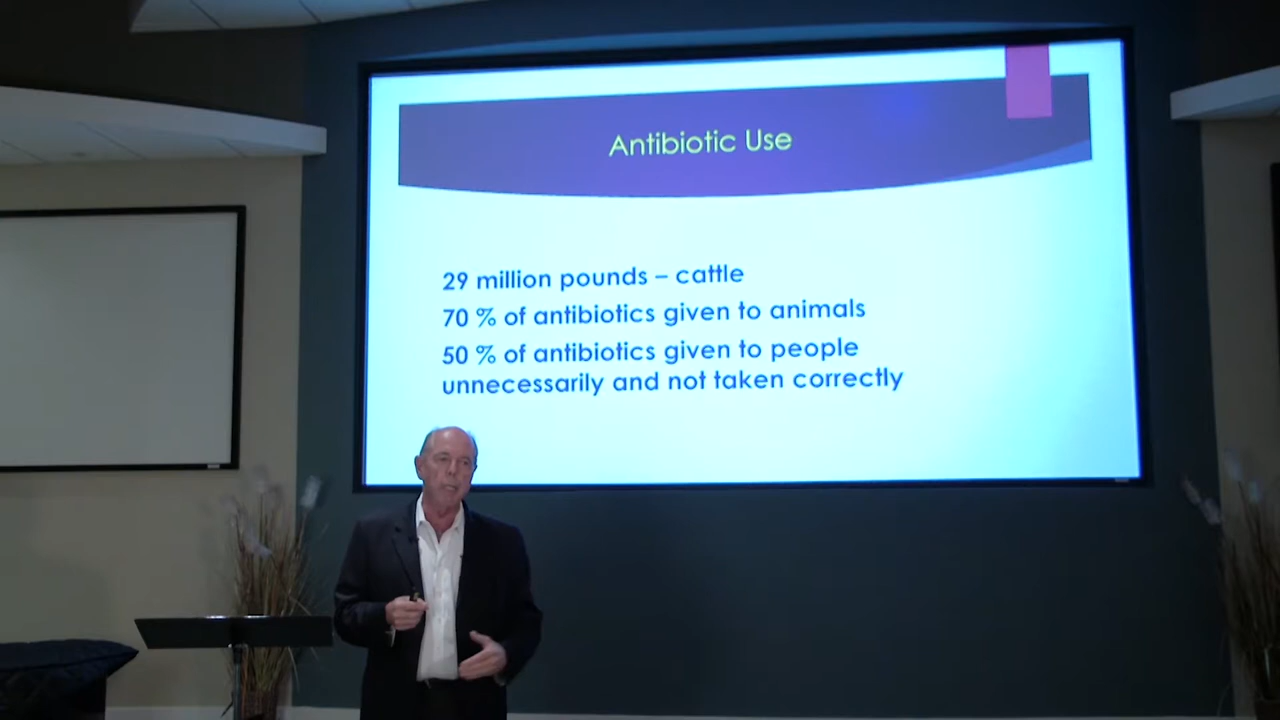 Antibiotic Use
29 million pounds – cattle
70 % of antibiotics given to animals
50 % of antibiotics given to people
unnecessarily and not taken correctly